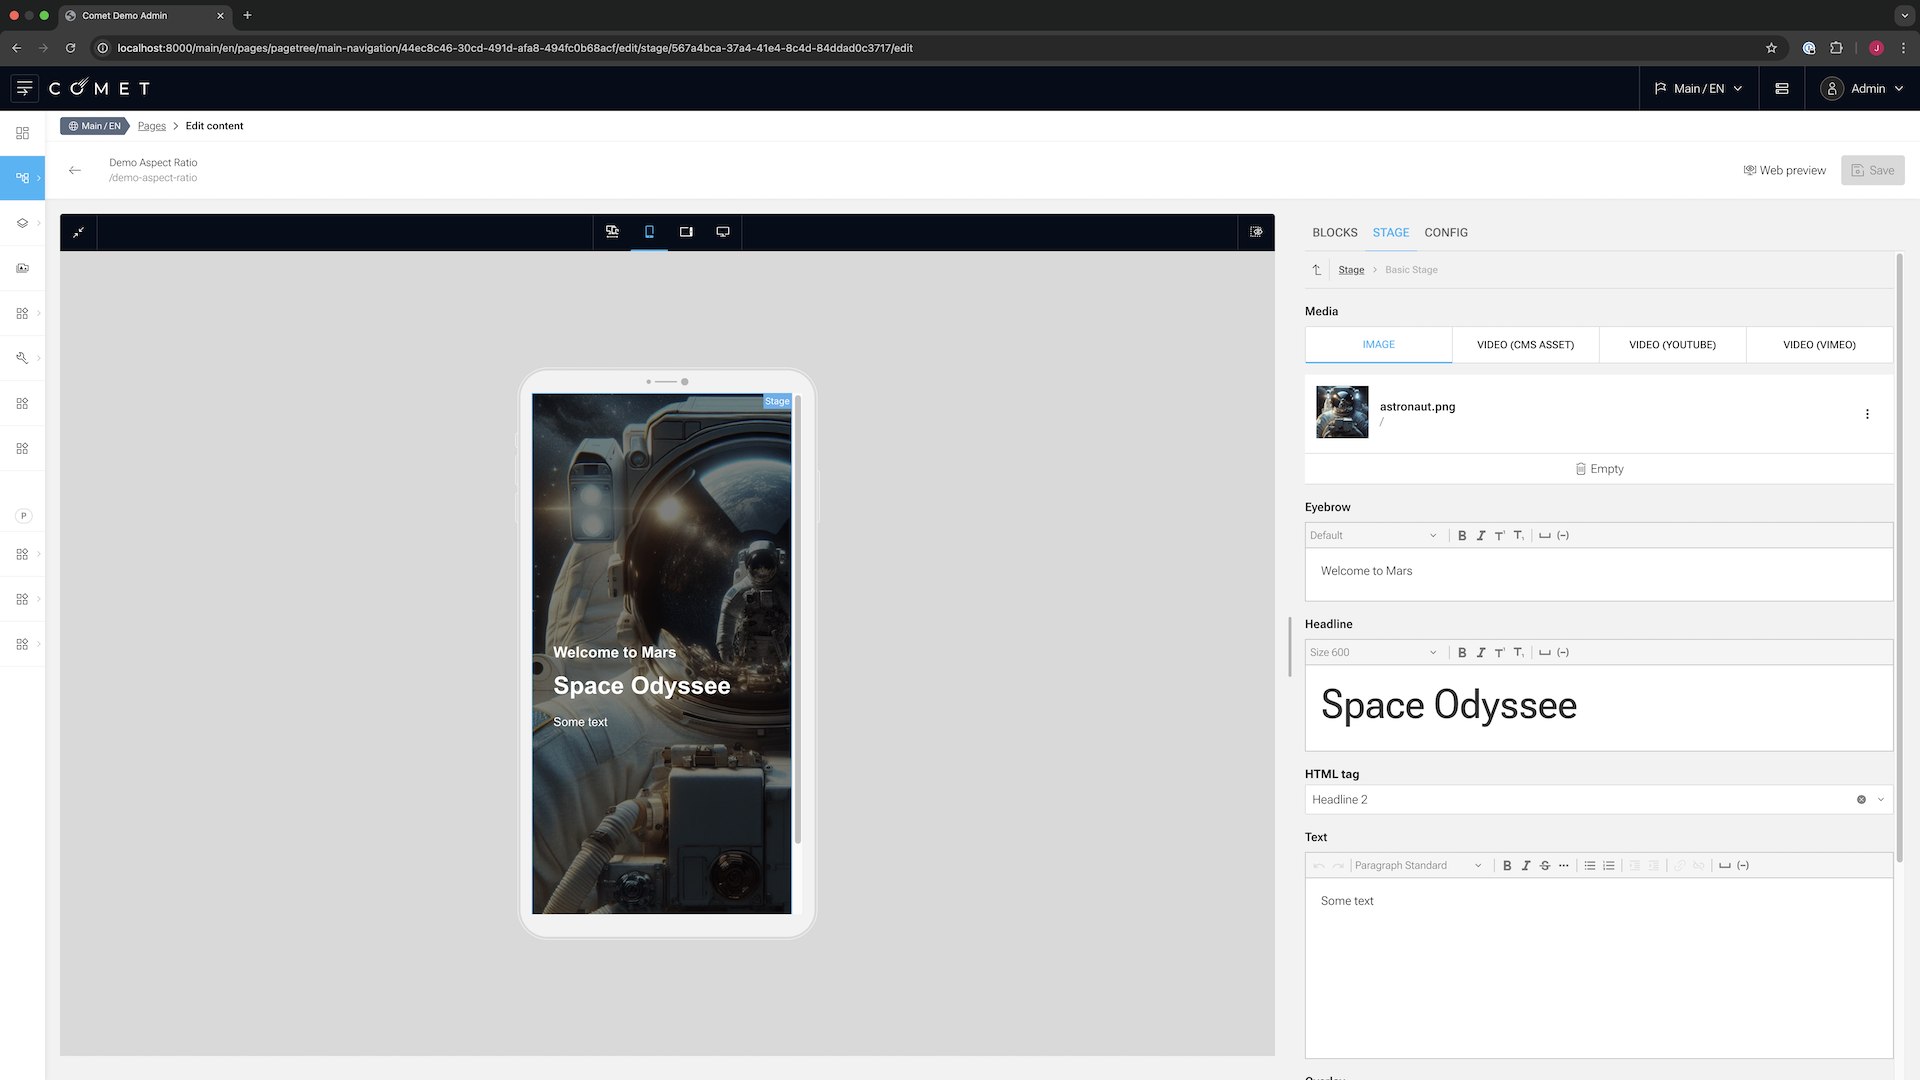 Comet Demo Admin
localhost:8000/main/en/pages/pagetree/main-navigation/44ec8c46-30cd-491d-afa8-494fc0b68acf/edit/stage/567a4bca-37a4-41e4-8c4d-84ddad0c3717/edit
J
COMET
Main / EN
Admin
Main / EN
Pages
Edit content
Demo Aspect Ratio
/demo-aspect-ratio
Web preview
Save
P
Stage
Welcome to Mars
Space Odyssee
Some text
BLOCKS
STAGE
CONFIG
Stage
Basic Stage
Media
IMAGE
VIDEO (CMS ASSET)
VIDEO (YOUTUBE)
VIDEO (VIMEO)
astronaut.png
/
Empty
Eyebrow
Default
Welcome to Mars
Headline
Size 600
Space Odyssee
HTML tag
Headline 2
Text
Paragraph Standard
Some text